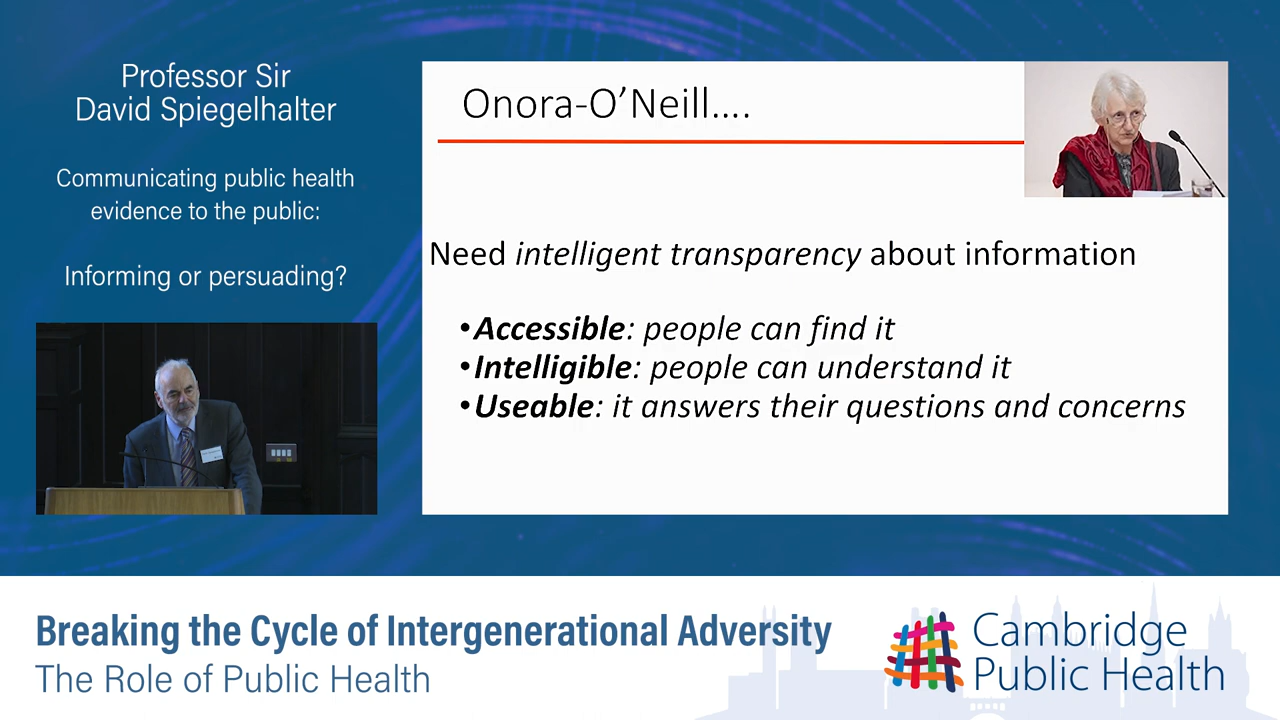 Professor Sir
David Spiegelhalter
Communicating public health
evidence to the public:
Informing or persuading?
Onora-O’Neill....
Need intelligent transparency about information
•Accessible: people can find it
•Intelligible: people can understand it
•Useable: it answers their questions and concerns
Breaking the Cycle of Intergenerational Adversity
The Role of Public Health
Cambridge
Public Health